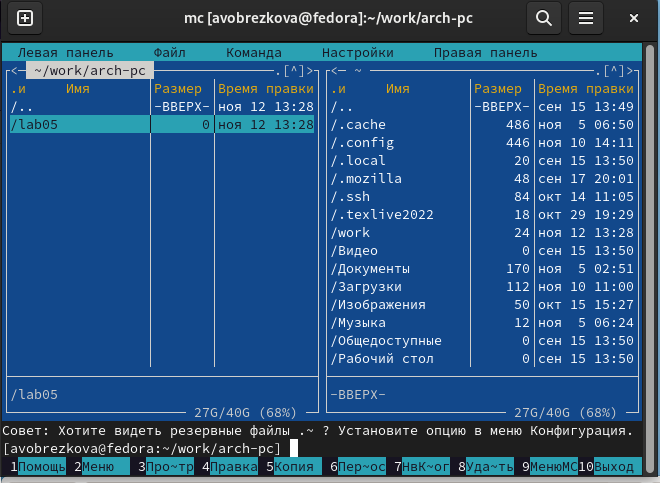 mc [avobrezkova@fedora]:~/work/arch-pc
Левая панель Файл Команда Настройки Правая панель
<— ~/work/arch-pc .[^]> <— ~ .[^]>
.и Имя Размер Время правки .и Имя Размер Время правки
/.. -ВВЕРХ- ноя 12 13:28 /.. -ВВЕРХ- сен 15 13:49
/lab05 0 ноя 12 13:28 /.cache 486 ноя 5 06:50
/.config 446 ноя 10 14:11
/.local 20 сен 15 13:50
/.mozilla 48 сен 17 20:01
/.ssh 84 окт 14 11:05
/.texlive2022 18 окт 29 19:29
/work 24 ноя 12 13:28
/Видео 0 сен 15 13:50
/Документы 170 ноя 5 02:51
/Загрузки 112 ноя 10 11:00
/Изображения 50 окт 15 15:27
/Музыка 12 ноя 5 06:24
/Общедоступные 0 сен 15 13:50
/Рабочий стол 0 сен 15 13:50
/lab05 -ВВЕРХ-
27G/40G (68%) 27G/40G (68%)
Совет: Хотите видеть резервные файлы .~ ? Установите опцию в меню Конфигурация.
[avobrezkova@fedora:~/work/arch-pc]
1Помощь 2Меню 3Про~тр 4Правка 5Копия 6Пер~ос 7НвК~ог 8Уда~ть 9МенюMC 10Выход